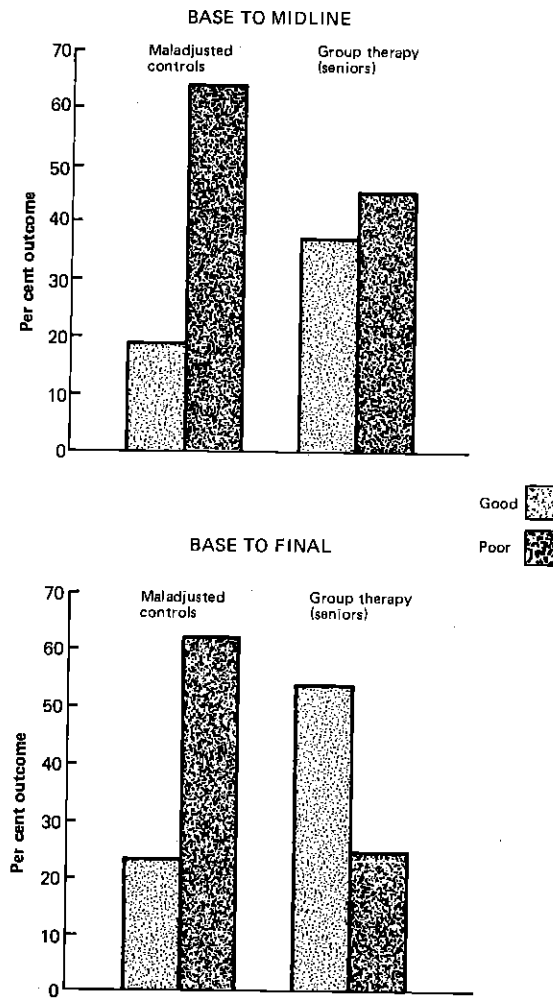 BASE TO MIDLINE
Maladjusted
controls
Group therapy
(seniors)
Per cent outcome
70
60
50
40
30
20
10
0
Good
Poor
BASE TO FINAL
Maladjusted
controls
Group therapy
(seniors)
Per cent outcome
70
60
50
40
30
20
10
0